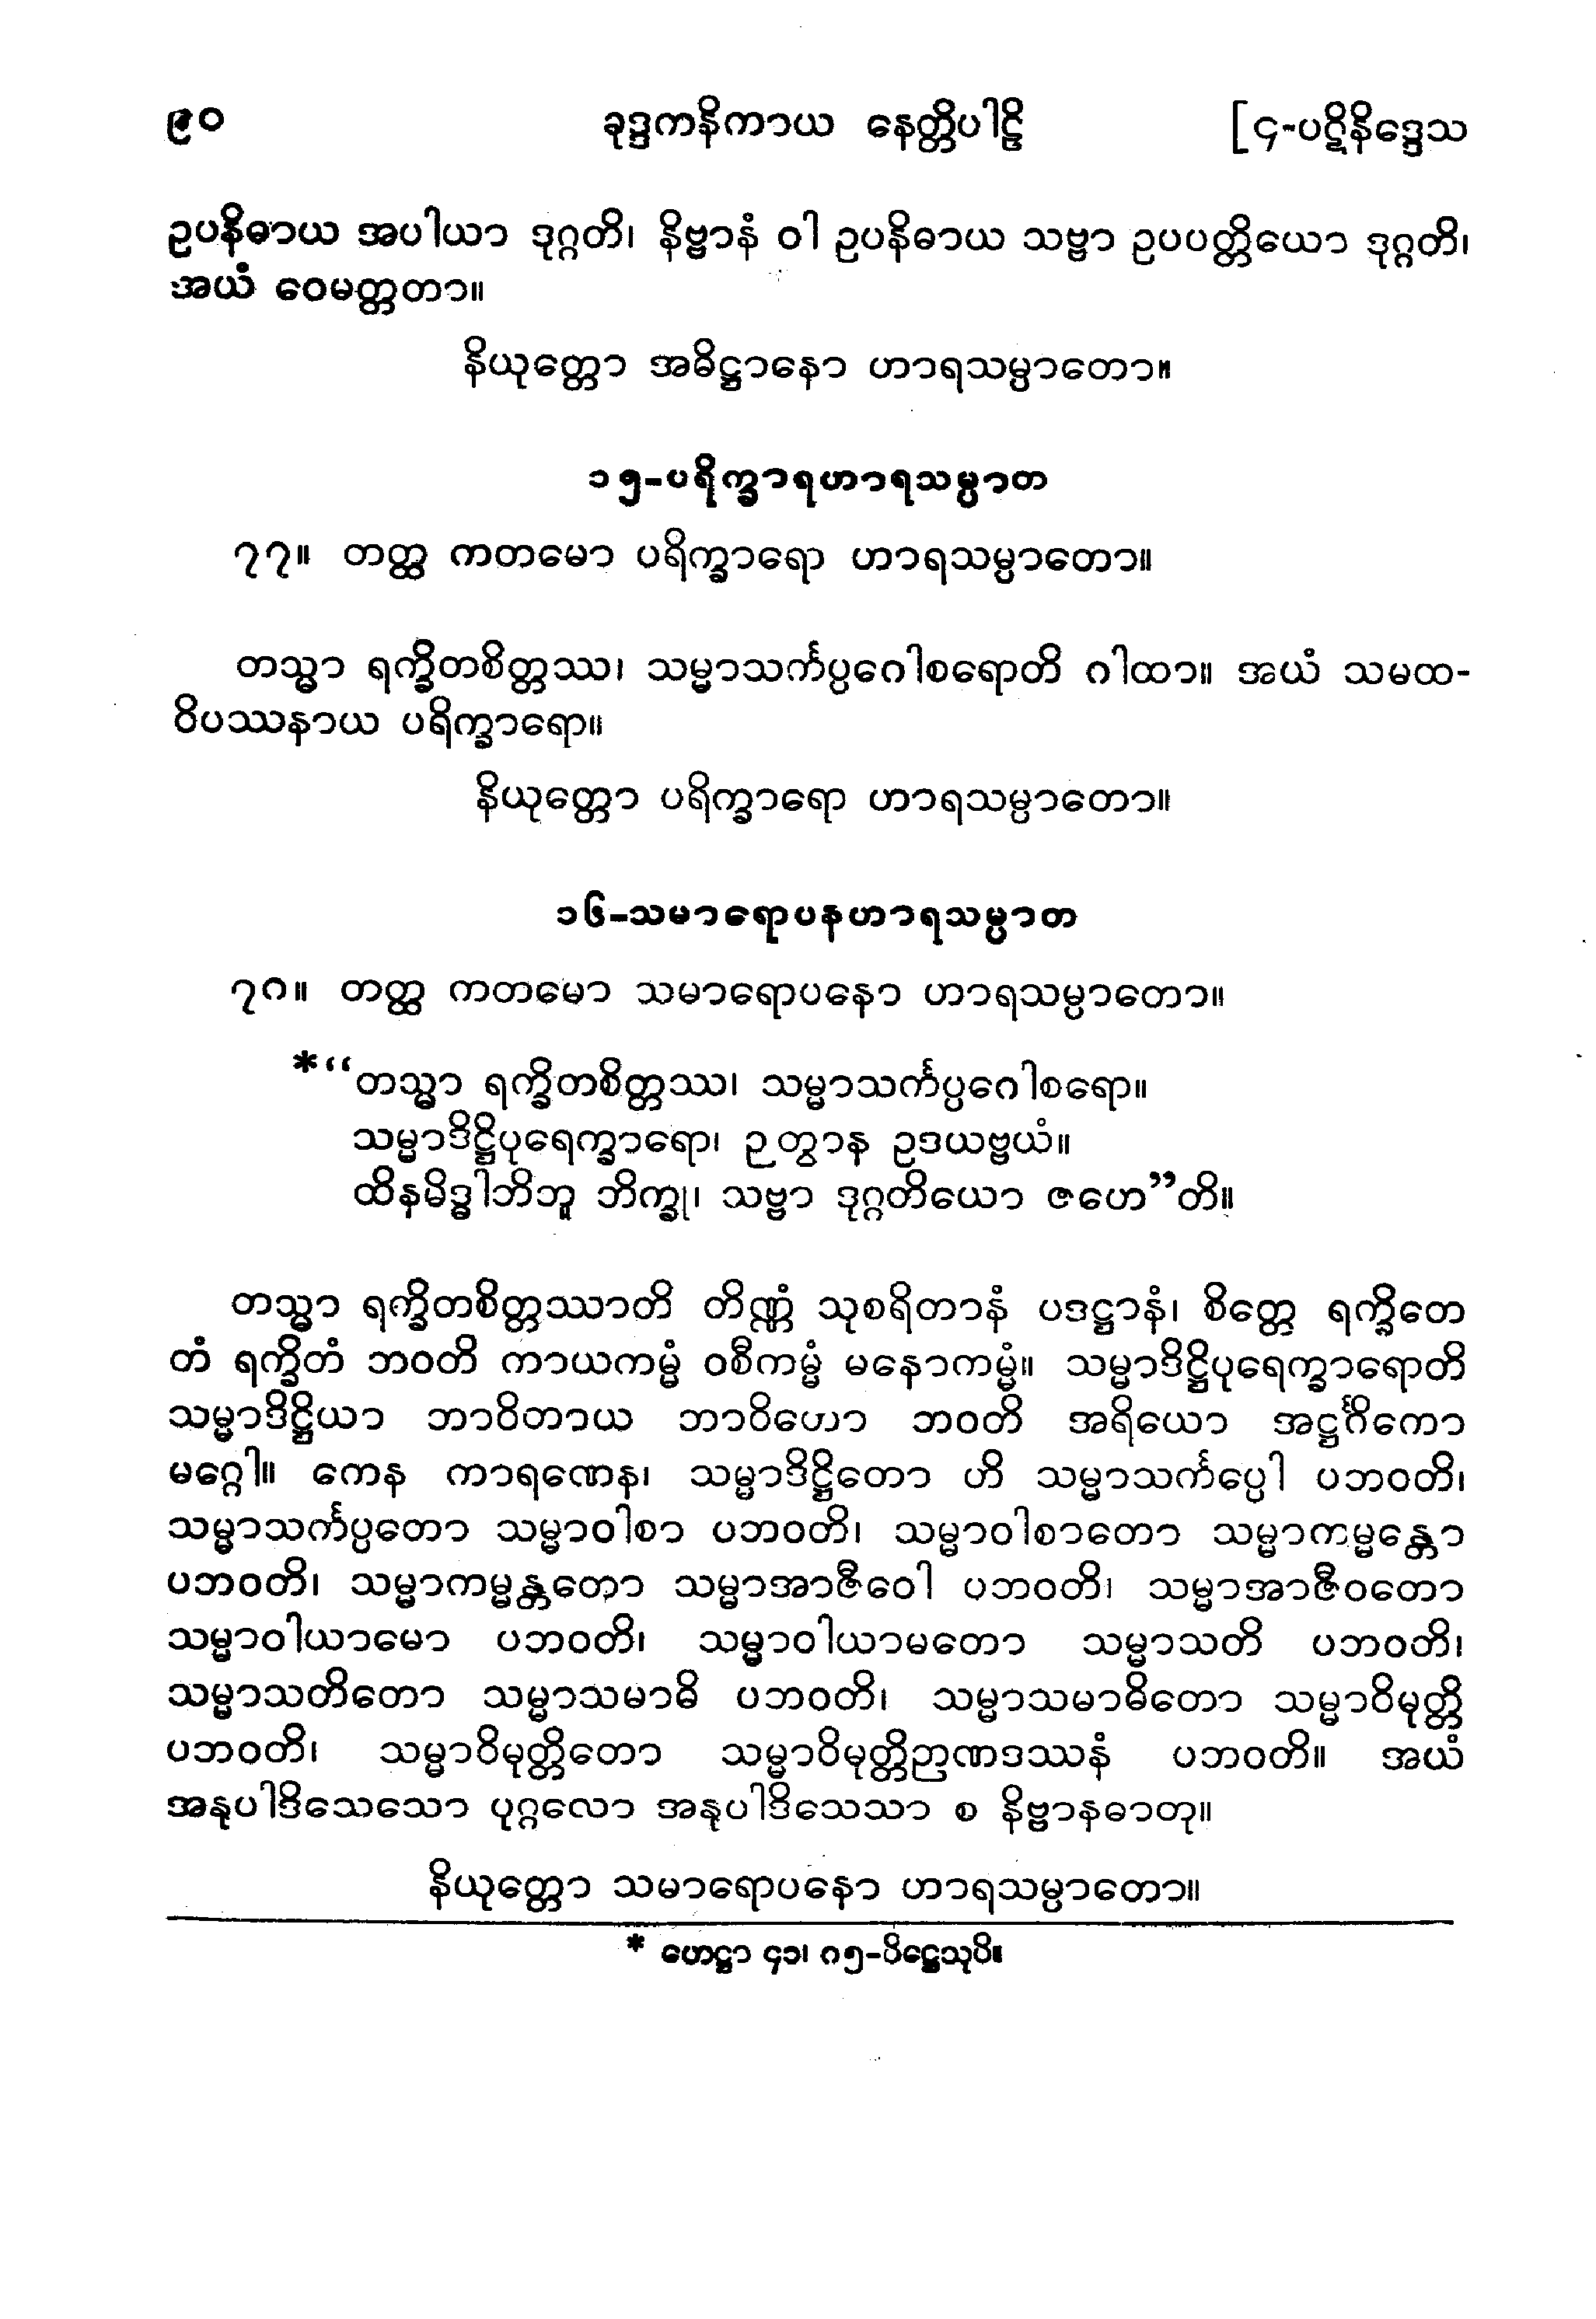 ၉၀ ခုဒ္ဒကနိကာယ နေတ္တိပါဠိ [၄-ပဋိနိဒ္ဒေသ
ဥပနိဓာယ အပါယာ ဒုဂ္ဂတိ၊ နိဗ္ဗာနံ ဝါ ဥပနိဓာယ သဗ္ဗာ ဥပပတ္တိယော ဒုဂ္ဂတိ၊
အယံ ဝေမတ္တတာ။
နိယုတ္တော အဓိဋ္ဌာနော ဟာရသမ္ပာတော။
၁၅-ပရိက္ခာရဟာရသမ္ပာတ
၇၇။ တတ္ထ ကတမော ပရိက္ခာရော ဟာရသမ္ပာတော။
တသ္မာ ရက္ခိတစိတ္တဿ၊ သမ္မာသင်္ကပ္ပဂေါစရောတိ ဂါထာ။ အယံ သမထ-
ဝိပဿနာယ ပရိက္ခာရော။
နိယုတ္တော ပရိက္ခာရော ဟာရသမ္ပာတော။
၁၆-သမာရောပနဟာရသမ္ပာတ
၇၈။ တတ္ထ ကတမော သမာရောပနော ဟာရသမ္ပာတော။
*“တသ္မာ ရက္ခိတစိတ္တဿ၊ သမ္မာသင်္ကပ္ပဂေါစရော။
သမ္မာဒိဋ္ဌိပုရေက္ခာရော၊ ဉတွာန ဥဒယဗ္ဗယံ။
ထိနမိဒ္ဓါဘိဘူ ဘိက္ခု၊ သဗ္ဗာ ဒုဂ္ဂတိယော ဇဟေ”တိ။
တသ္မာ ရက္ခိတစိတ္တဿာတိ တိဏ္ဏံ သုစရိတာနံ ပဒဋ္ဌာနံ၊ စိတ္တေ ရက္ခိတေ
တံ ရက္ခိတံ ဘဝတိ ကာယကမ္မံ ဝစီကမ္မံ မနောကမ္မံ။ သမ္မာဒိဋ္ဌိပုရေက္ခာရောတိ
သမ္မာဒိဋ္ဌိယာ ဘာဝိတာယ ဘာဝိတော ဘဝတိ အရိယော အဋ္ဌင်္ဂိကော
မဂ္ဂေါ။ ကေန ကာရဏေန၊ သမ္မာဒိဋ္ဌိတော ဟိ သမ္မာသင်္ကပ္ပေါ ပဘဝတိ၊
သမ္မာသင်္ကပ္ပတော သမ္မာဝါစာ ပဘဝတိ၊ သမ္မာဝါစာတော သမ္မာကမ္မန္တော
ပဘဝတိ၊ သမ္မာကမ္မန္တတော သမ္မာအာဇီဝေါ ပဘဝတိ၊ သမ္မာအာဇီဝတော
သမ္မာဝါယာမော ပဘဝတိ၊ သမ္မာဝါယာမတော သမ္မာသတိ ပဘဝတိ၊
သမ္မာသတိတော သမ္မာသမာဓိ ပဘဝတိ၊ သမ္မာသမာဓိတော သမ္မာဝိမုတ္တိ
ပဘဝတိ၊ သမ္မာဝိမုတ္တိတော သမ္မာဝိမုတ္တိဉာဏဒဿနံ ပဘဝတိ။ အယံ
အနုပါဒိသေသော ပုဂ္ဂလော အနုပါဒိသေသာ စ နိဗ္ဗာနဓာတု။
နိယုတ္တော သမာရောပနော ဟာရသမ္ပာတော။
* ဟေဋ္ဌာ ၄၁၊ ၈၅-ပိဋ္ဌေသုပိ။